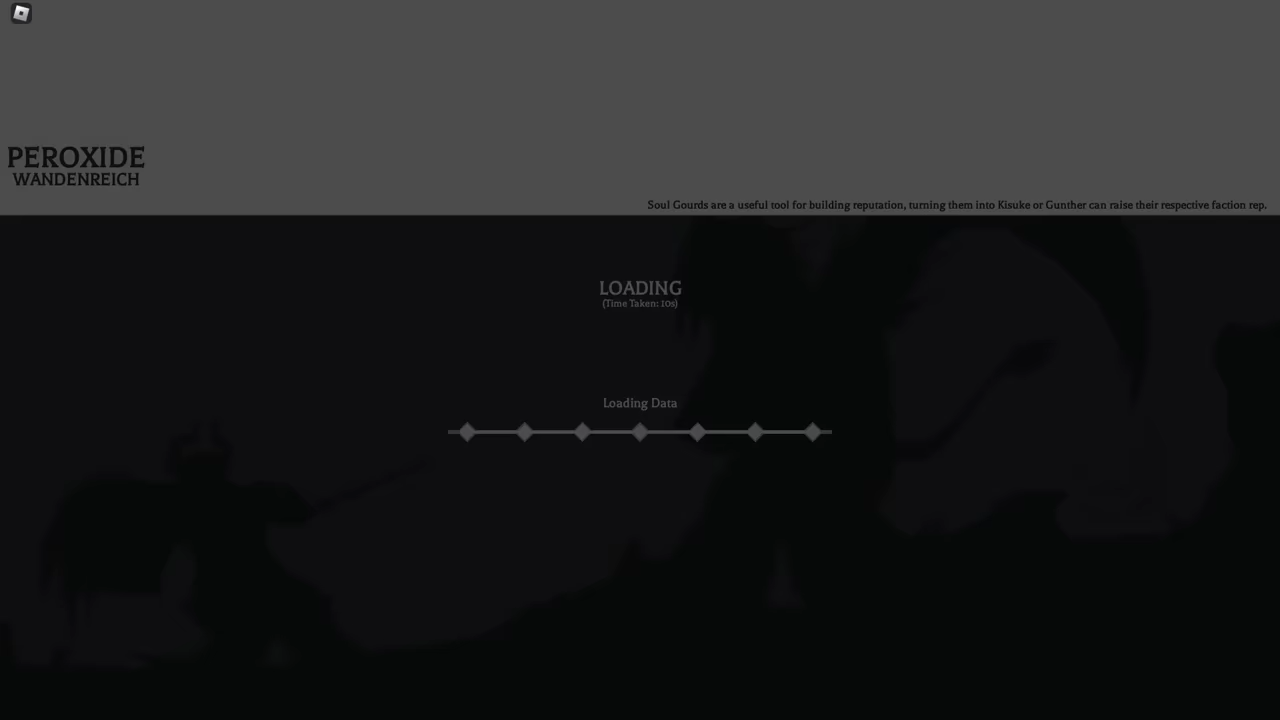 PEROXIDE
WANDENREICH
Soul Gourds are a useful tool for building reputation, turning them into Kisuke or Gunther can raise their respective faction rep.
LOADING
(Time Taken: 10s)
Loading Data